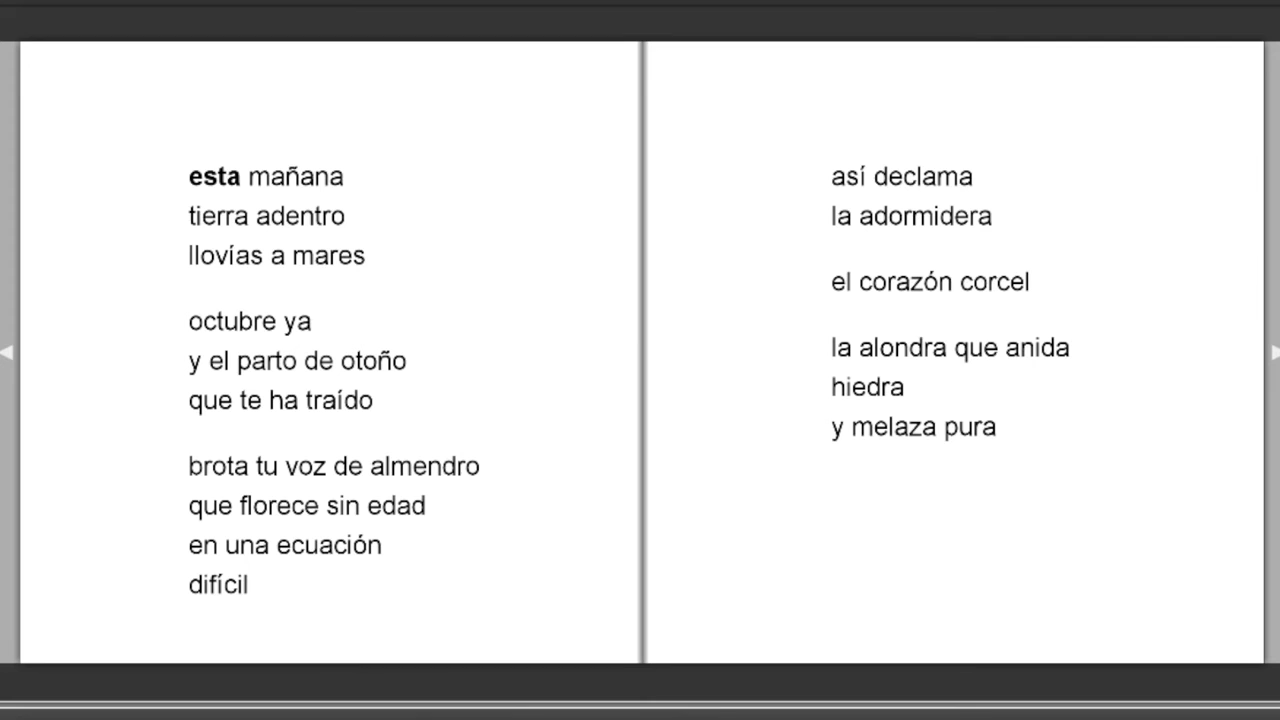 esta mañana
tierra adentro
llovías a mares
octubre ya
y el parto de otoño
que te ha traído
brota tu voz de almendro
que florece sin edad
en una ecuación
difícil
así declama
la adormidera
el corazón corcel
la alondra que anida
hiedra
y melaza pura